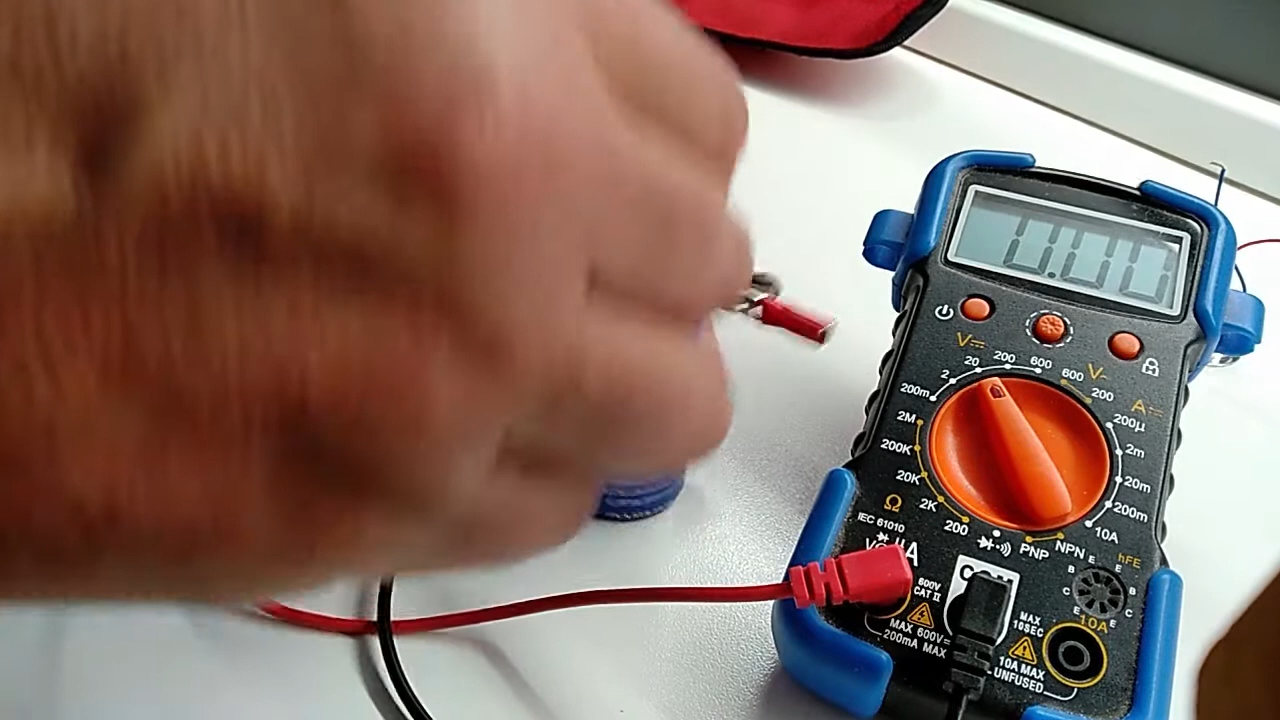 0.00
V⎓
V~
A⎓
200m
2
20
200
600
600
200
200µ
2m
20m
200m
10A
2M
200K
20K
2K
200
Ω
PNP
NPN
hFE
IEC 61010
600V
CAT II
MAX 600V
200mA MAX
MAX
10SEC
10A
10A MAX
UNFUSED
E
B
C
E
E
B
C
E